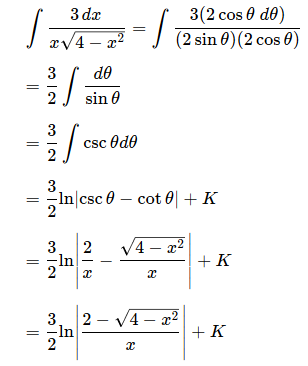 ∫ 3 dx / (x√(4 − x²)) = ∫ 3(2 cos θ dθ) / ((2 sin θ)(2 cos θ))
= 3/2 ∫ dθ / sin θ
= 3/2 ∫ csc θdθ
= 3/2 ln|csc θ − cot θ| + K
= 3/2 ln|2/x − √(4 − x²)/x| + K
= 3/2 ln|(2 − √(4 − x²))/x| + K